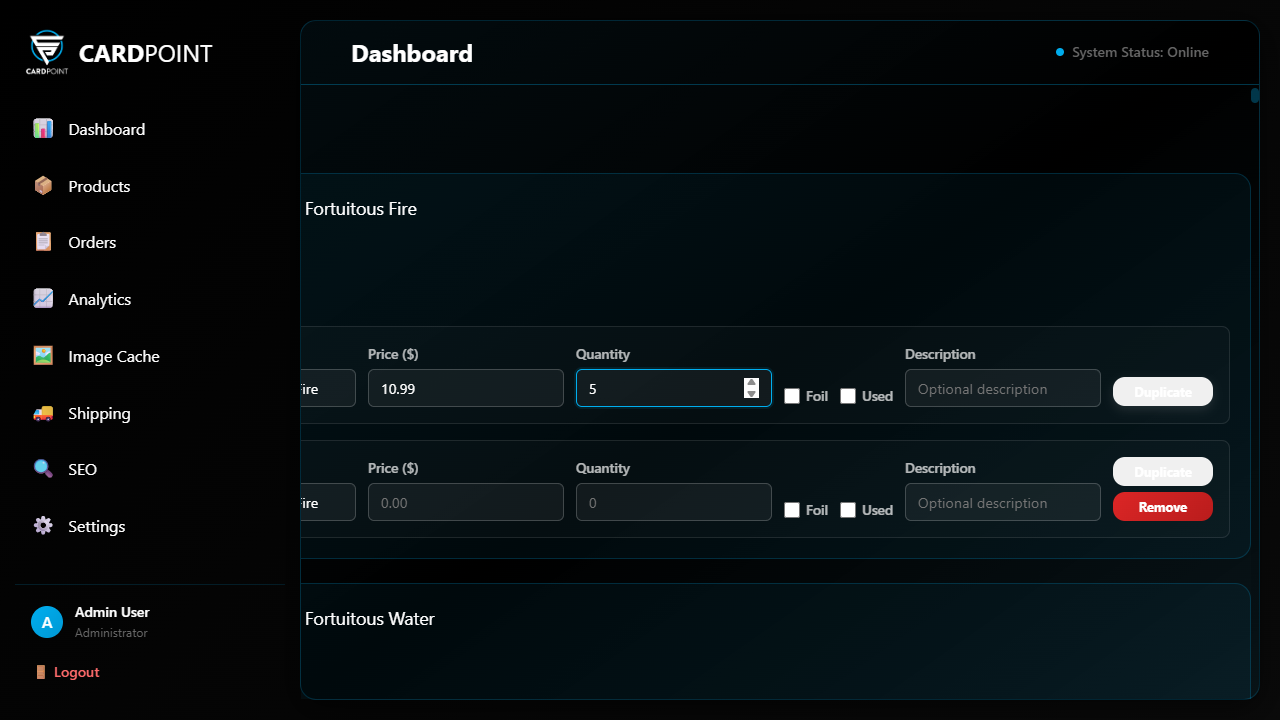 CARDPOINT
CARDPOINT
Dashboard
Products
Orders
Analytics
Image Cache
Shipping
SEO
Settings
A
Admin User
Administrator
Logout
Dashboard
System Status: Online
Fortuitous Fire
Price ($)
Quantity
Description
ire
10.99
5
Foil
Used
Optional description
Duplicate
Price ($)
Quantity
Description
ire
0.00
0
Foil
Used
Optional description
Duplicate
Remove
Fortuitous Water